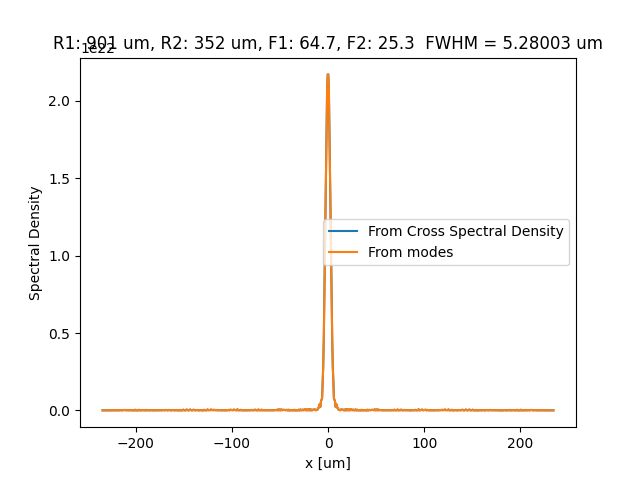 R1: 901 um, R2: 352 um, F1: 64.7, F2: 25.3  FWHM = 5.28003 um
1e22
2.0
1.5
1.0
0.5
0.0
Spectral Density
From Cross Spectral Density
From modes
−200
−100
0
100
200
x [um]